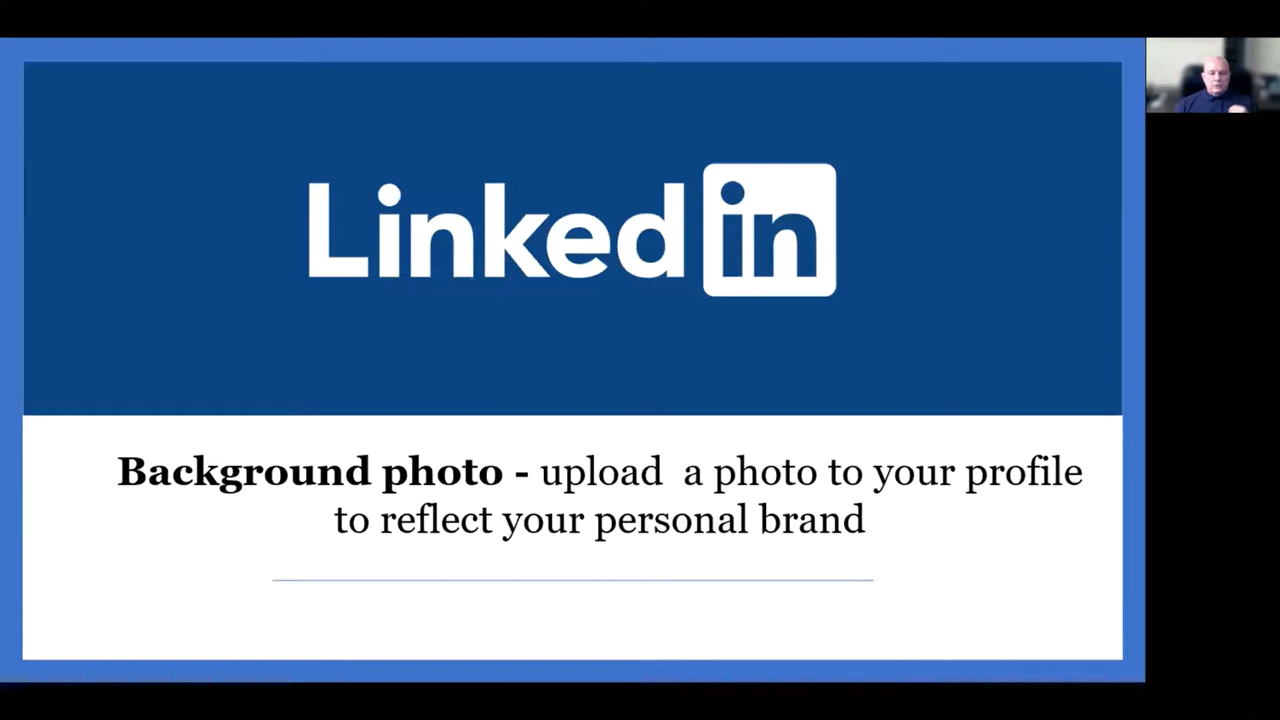 Linkedin
Background photo - upload  a photo to your profile
to reflect your personal brand